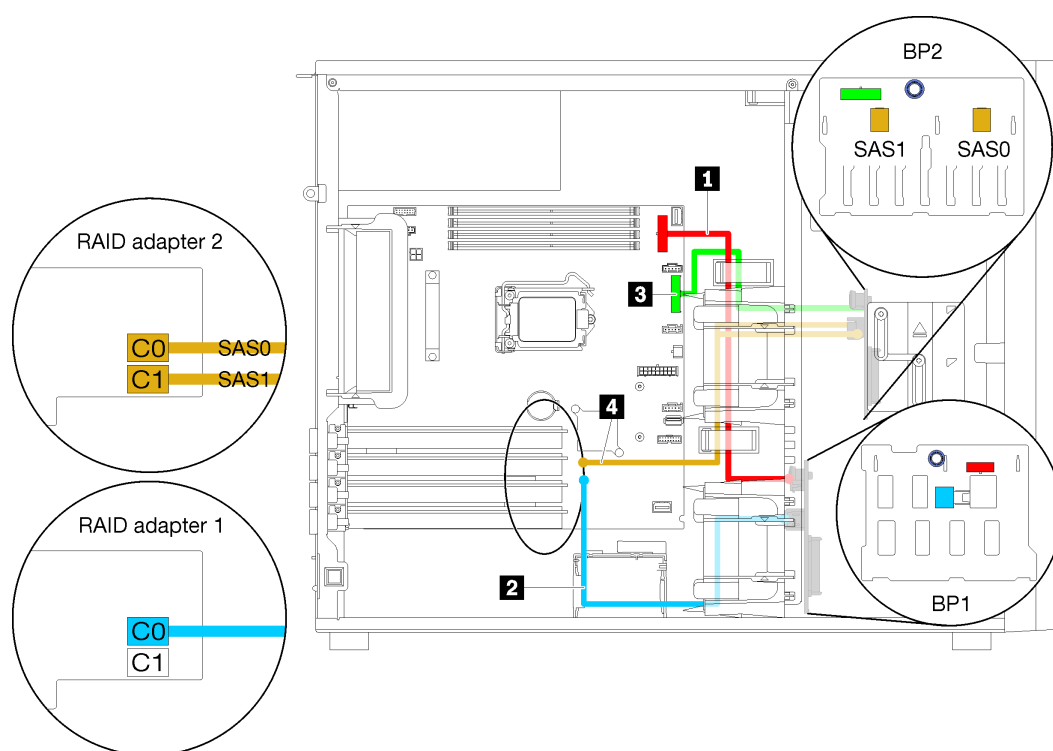 BP2
SAS1 SAS0
1
RAID adapter 2
3
C0 SAS0
C1 SAS1
4
RAID adapter 1
2
BP1
C0
C1